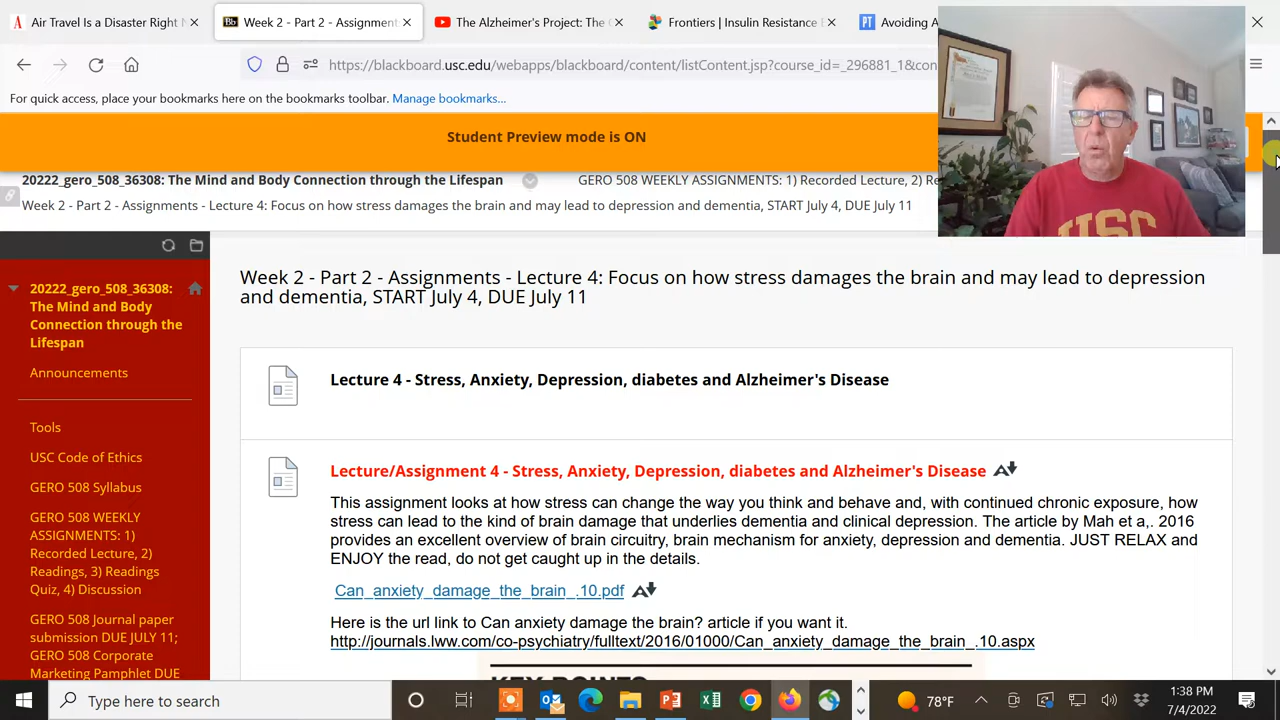 Air Travel Is a Disaster Right N
Bb Week 2 - Part 2 - Assignment
The Alzheimer's Project: The
Frontiers | Insulin Resistance
PT Avoiding A
https://blackboard.usc.edu/webapps/blackboard/content/listContent.jsp?course_id=_296881_1&con
For quick access, place your bookmarks here on the bookmarks toolbar. Manage bookmarks...
Student Preview mode is ON
20222_gero_508_36308: The Mind and Body Connection through the Lifespan
GERO 508 WEEKLY ASSIGNMENTS: 1) Recorded Lecture, 2) Re
Week 2 - Part 2 - Assignments - Lecture 4: Focus on how stress damages the brain and may lead to depression and dementia, START July 4, DUE July 11
USC
20222_gero_508_36308:
The Mind and Body
Connection through the
Lifespan
Announcements
Tools
USC Code of Ethics
GERO 508 Syllabus
GERO 508 WEEKLY
ASSIGNMENTS: 1)
Recorded Lecture, 2)
Readings, 3) Readings
Quiz, 4) Discussion
GERO 508 Journal paper
submission DUE JULY 11;
GERO 508 Corporate
Marketing Pamphlet DUE
Week 2 - Part 2 - Assignments - Lecture 4: Focus on how stress damages the brain and may lead to depression
and dementia, START July 4, DUE July 11
Lecture 4 - Stress, Anxiety, Depression, diabetes and Alzheimer's Disease
Lecture/Assignment 4 - Stress, Anxiety, Depression, diabetes and Alzheimer's Disease
This assignment looks at how stress can change the way you think and behave and, with continued chronic exposure, how
stress can lead to the kind of brain damage that underlies dementia and clinical depression. The article by Mah et a,. 2016
provides an excellent overview of brain circuitry, brain mechanism for anxiety, depression and dementia. JUST RELAX and
ENJOY the read, do not get caught up in the details.
Can_anxiety_damage_the_brain_.10.pdf
Here is the url link to Can anxiety damage the brain? article if you want it.
http://journals.lww.com/co-psychiatry/fulltext/2016/01000/Can_anxiety_damage_the_brain_.10.aspx
KEY POINTS
Type here to search
78°F
1:38 PM
7/4/2022